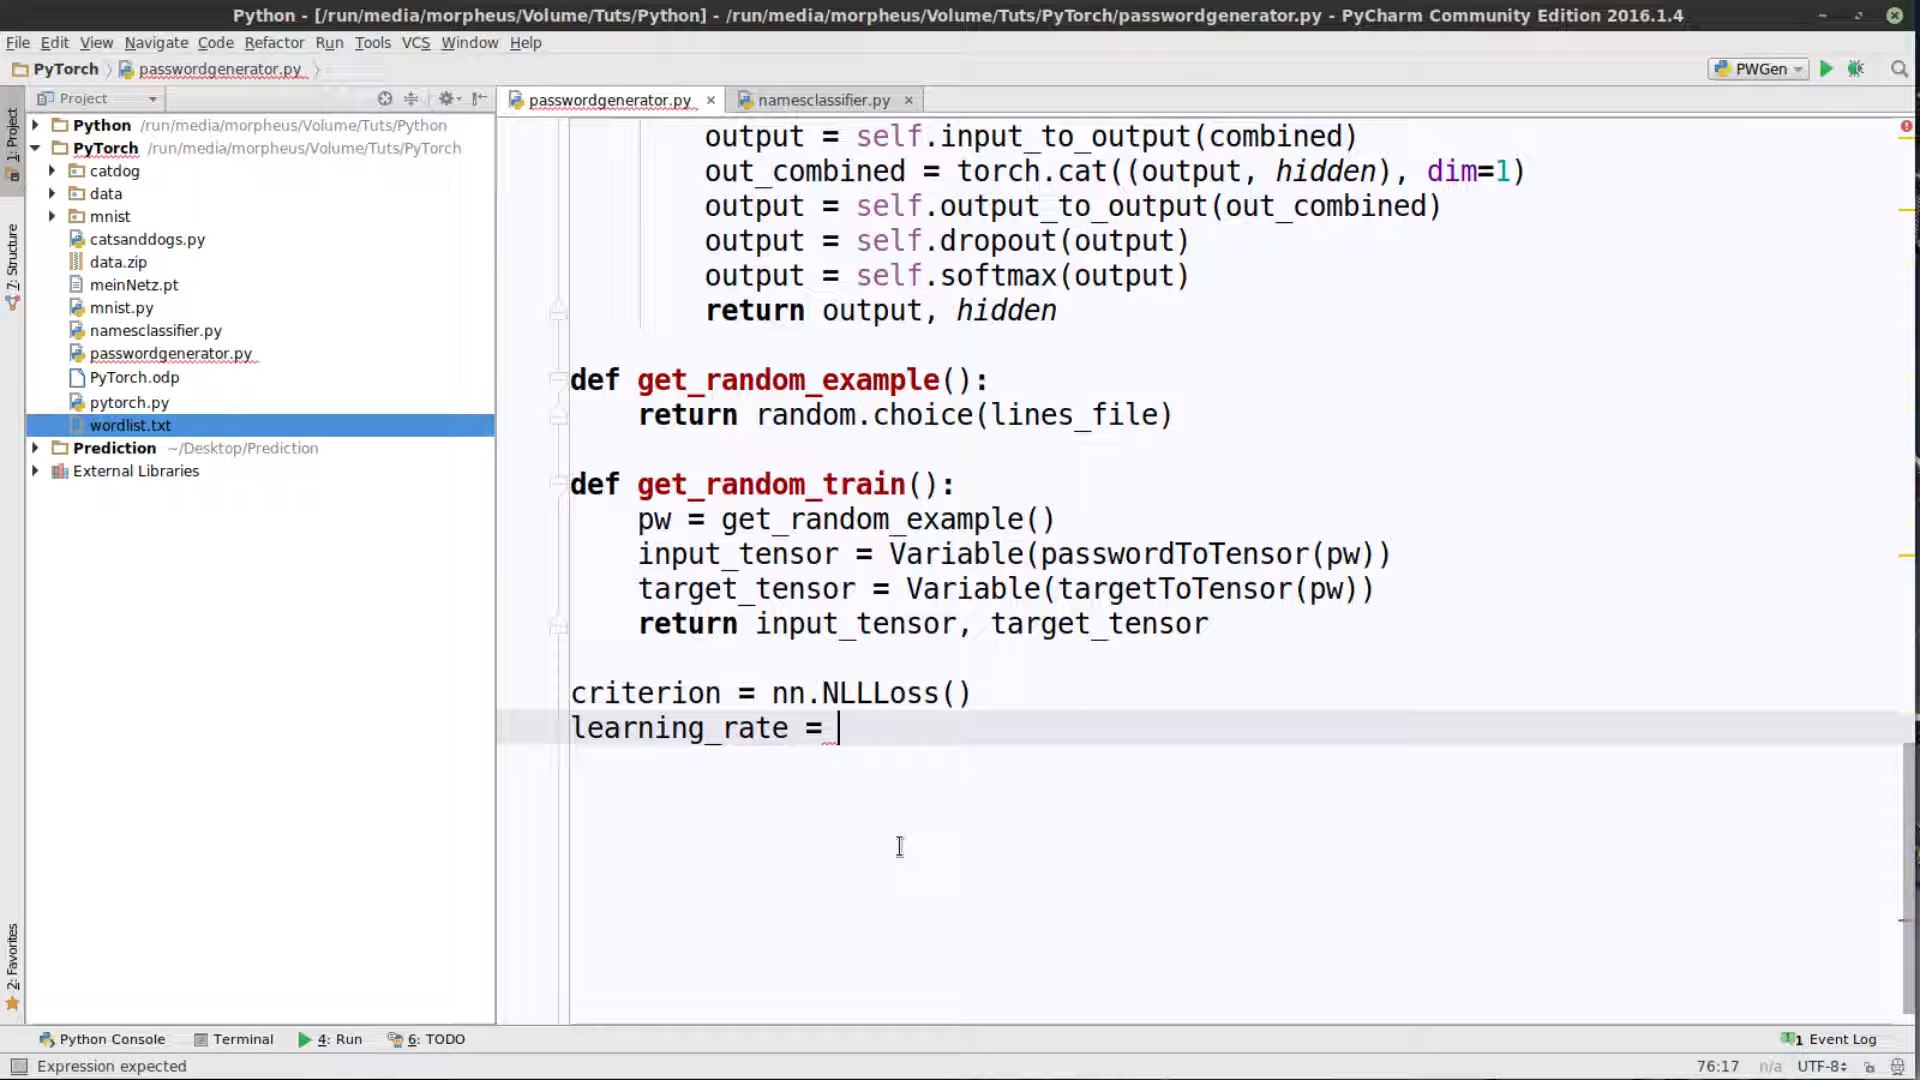 Python - [/run/media/morpheus/Volume/Tuts/Python] - /run/media/morpheus/Volume/Tuts/PyTorch/passwordgenerator.py - PyCharm Community Edition 2016.1.4
File Edit View Navigate Code Refactor Run Tools VCS Window Help
PyTorch passwordgenerator.py PWGen
Project
passwordgenerator.py namesclassifier.py
1: Project
7: Structure
2: Favorites
Python /run/media/morpheus/Volume/Tuts/Python
PyTorch /run/media/morpheus/Volume/Tuts/PyTorch
catdog
data
mnist
catsanddogs.py
data.zip
meinNetz.pt
mnist.py
namesclassifier.py
passwordgenerator.py
PyTorch.odp
pytorch.py
wordlist.txt
Prediction ~/Desktop/Prediction
External Libraries
output = self.input_to_output(combined)
out_combined = torch.cat((output, hidden), dim=1)
output = self.output_to_output(out_combined)
output = self.dropout(output)
output = self.softmax(output)
return output, hidden
def get_random_example():
return random.choice(lines_file)
def get_random_train():
pw = get_random_example()
input_tensor = Variable(passwordToTensor(pw))
target_tensor = Variable(targetToTensor(pw))
return input_tensor, target_tensor
criterion = nn.NLLLoss()
learning_rate =
Python Console Terminal 4: Run 6: TODO 1 Event Log
Expression expected 76:17 n/a UTF-8